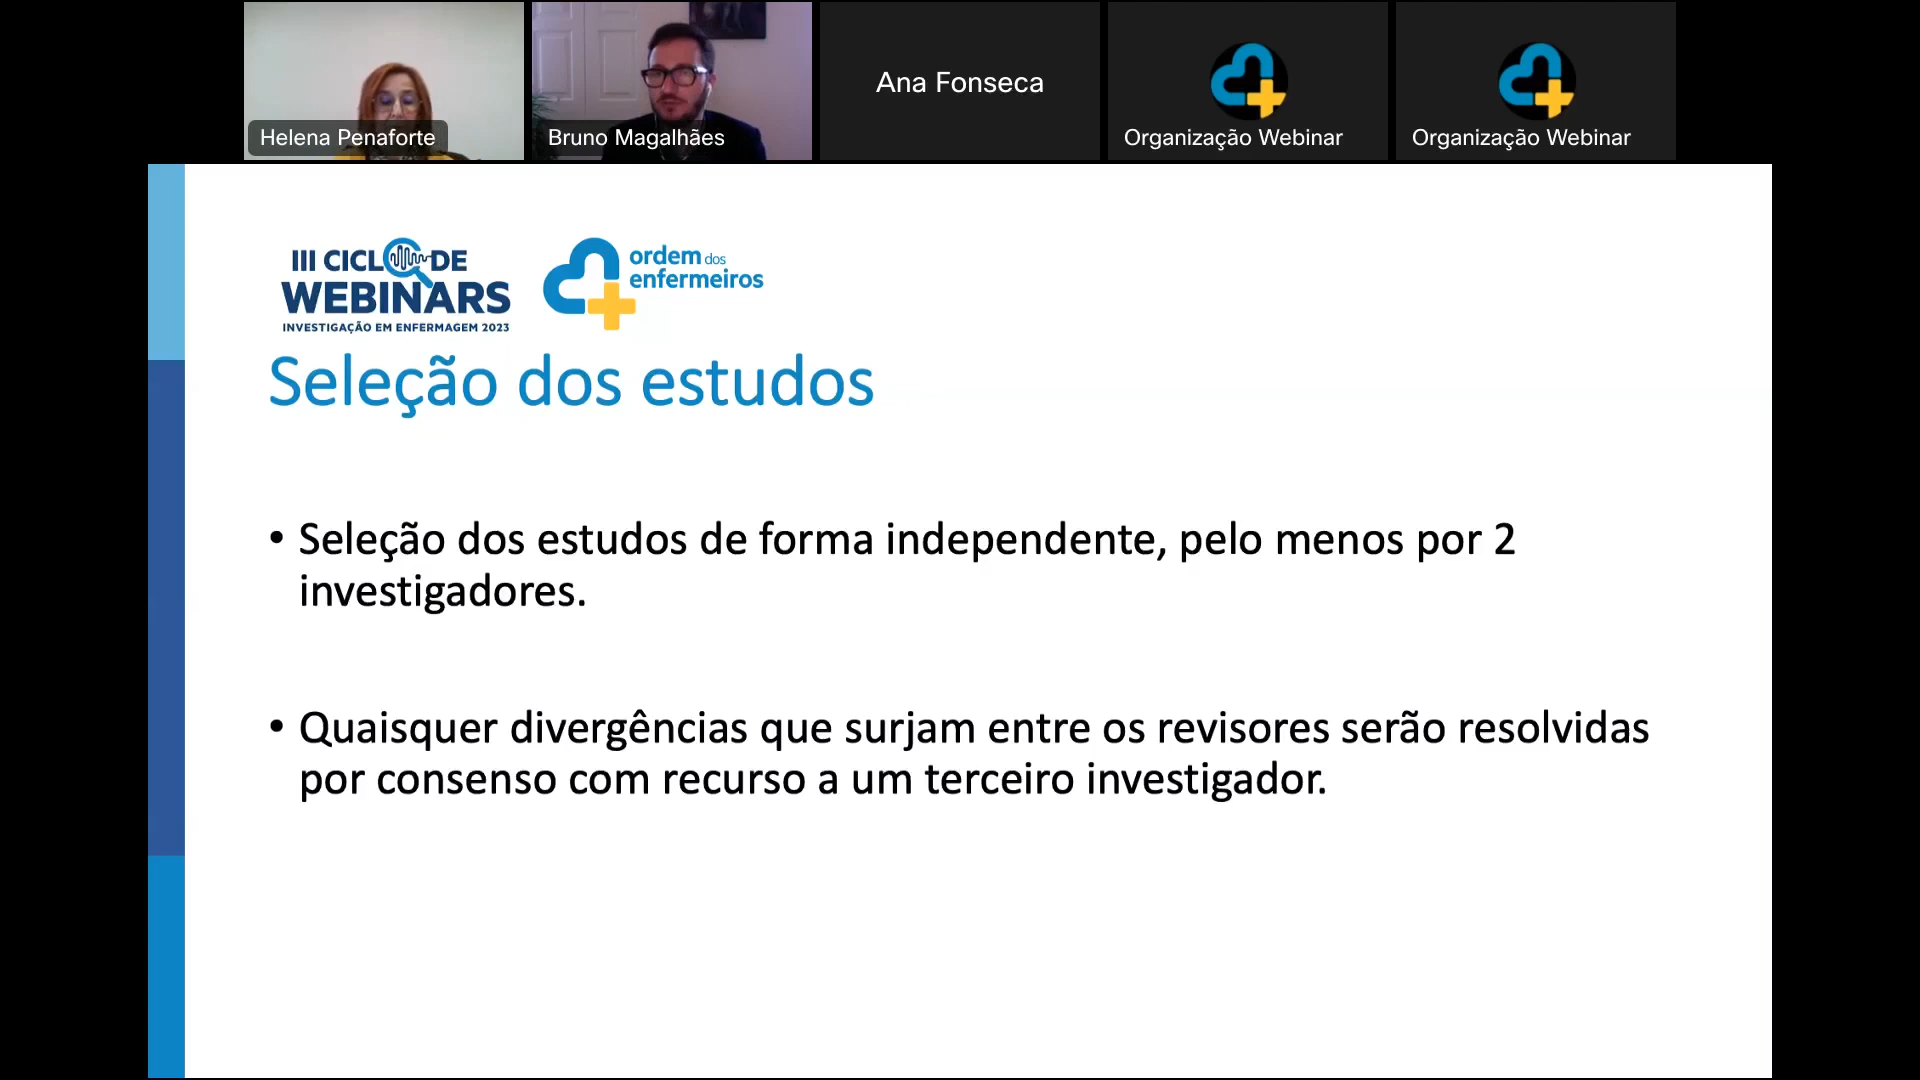 Helena Penaforte
Bruno Magalhães
Ana Fonseca
Organização Webinar
Organização Webinar
III CICLO DE
WEBINARS
INVESTIGAÇÃO EM ENFERMAGEM 2023
ordem dos
enfermeiros
Seleção dos estudos
• Seleção dos estudos de forma independente, pelo menos por 2
investigadores.
• Quaisquer divergências que surjam entre os revisores serão resolvidas
por consenso com recurso a um terceiro investigador.